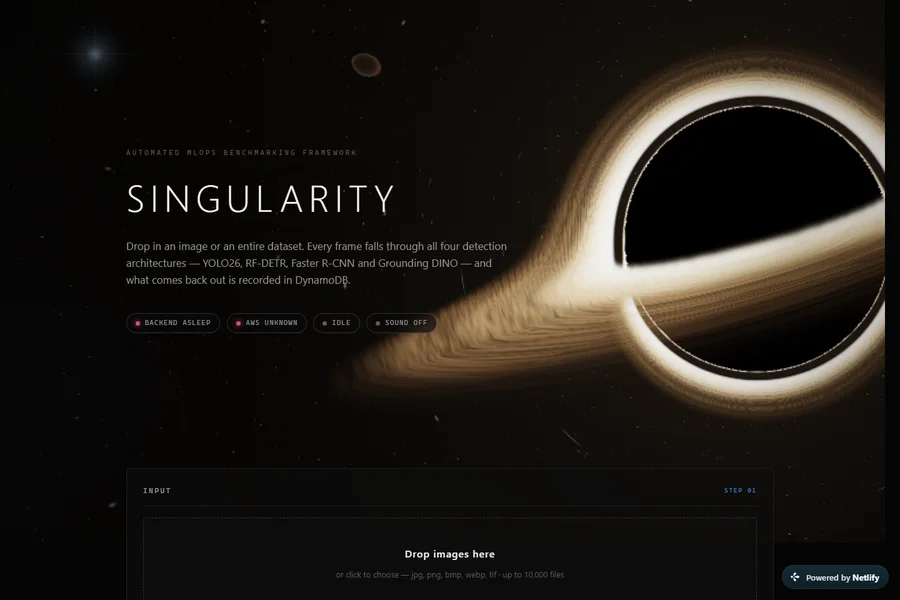 AUTOMATED MLOPS BENCHMARKING FRAMEWORK
SINGULARITY
Drop in an image or an entire dataset. Every frame falls through all four detection
architectures — YOLO26, RF-DETR, Faster R-CNN and Grounding DINO — and
what comes back out is recorded in DynamoDB.
BACKEND ASLEEP AWS UNKNOWN IDLE SOUND OFF
INPUT STEP 01
Drop images here
or click to choose — jpg, png, bmp, webp, tif · up to 10,000 files
Powered by Netlify